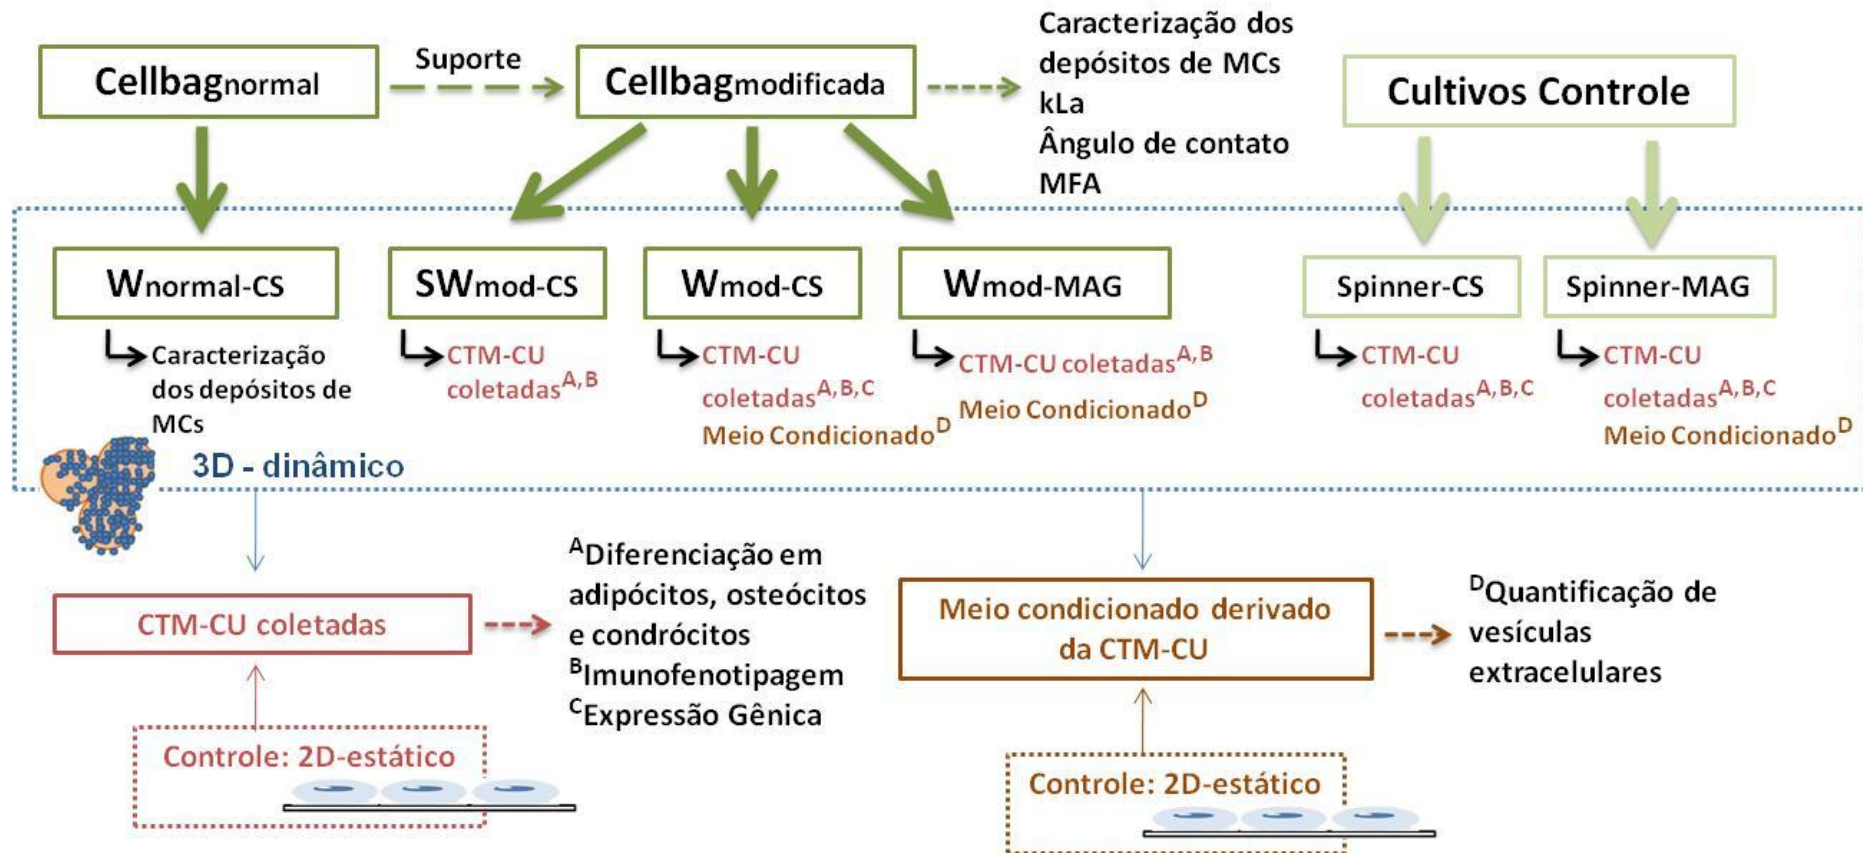 Cellbagnormal
Suporte
Cellbagmodificada
Caracterização dos
depósitos de MCs
kLa
Ângulo de contato
MFA
Cultivos Controle
Wnormal-CS
SWmod-CS
Wmod-CS
Wmod-MAG
Spinner-CS
Spinner-MAG
Caracterização
dos depósitos de
MCs
CTM-CU
coletadasA,B
CTM-CU
coletadasA,B,C
Meio CondicionadoD
CTM-CU coletadasA,B
Meio CondicionadoD
CTM-CU
coletadasA,B,C
CTM-CU
coletadasA,B,C
Meio CondicionadoD
3D - dinâmico
CTM-CU coletadas
ADiferenciação em
adipócitos, osteócitos
e condrócitos
BImunofenotipagem
CExpressão Gênica
Meio condicionado derivado
da CTM-CU
DQuantificação de
vesículas
extracelulares
Controle: 2D-estático
Controle: 2D-estático